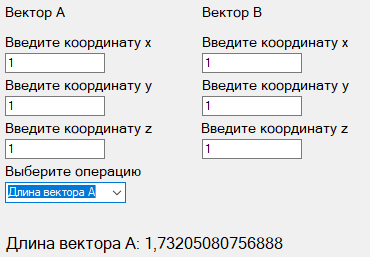 Вектор A
Вектор B
Введите координату x
Введите координату x
1
1
Введите координату y
Введите координату y
1
1
Введите координату z
Введите координату z
1
1
Выберите операцию
Длина вектора A
Длина вектора A: 1,73205080756888